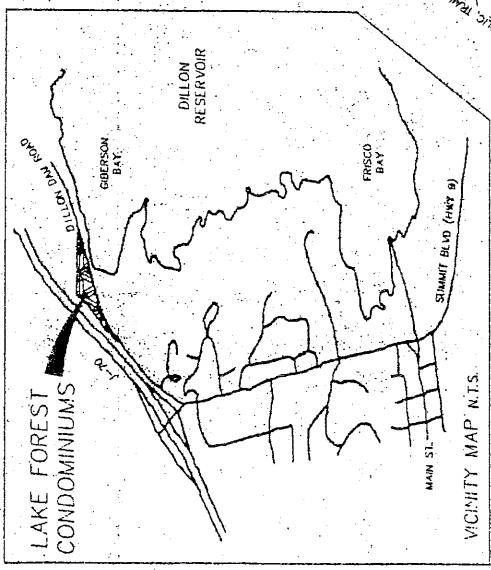 LAKE FOREST
CONDOMINIUMS
DILLON DAM ROAD
GIBERSON
BAY
DILLON
RESERVOIR
J-70
FRISCO
BAY
SUMMIT BLVD (HWY 9)
MAIN ST.
VICINITY MAP N.T.S.